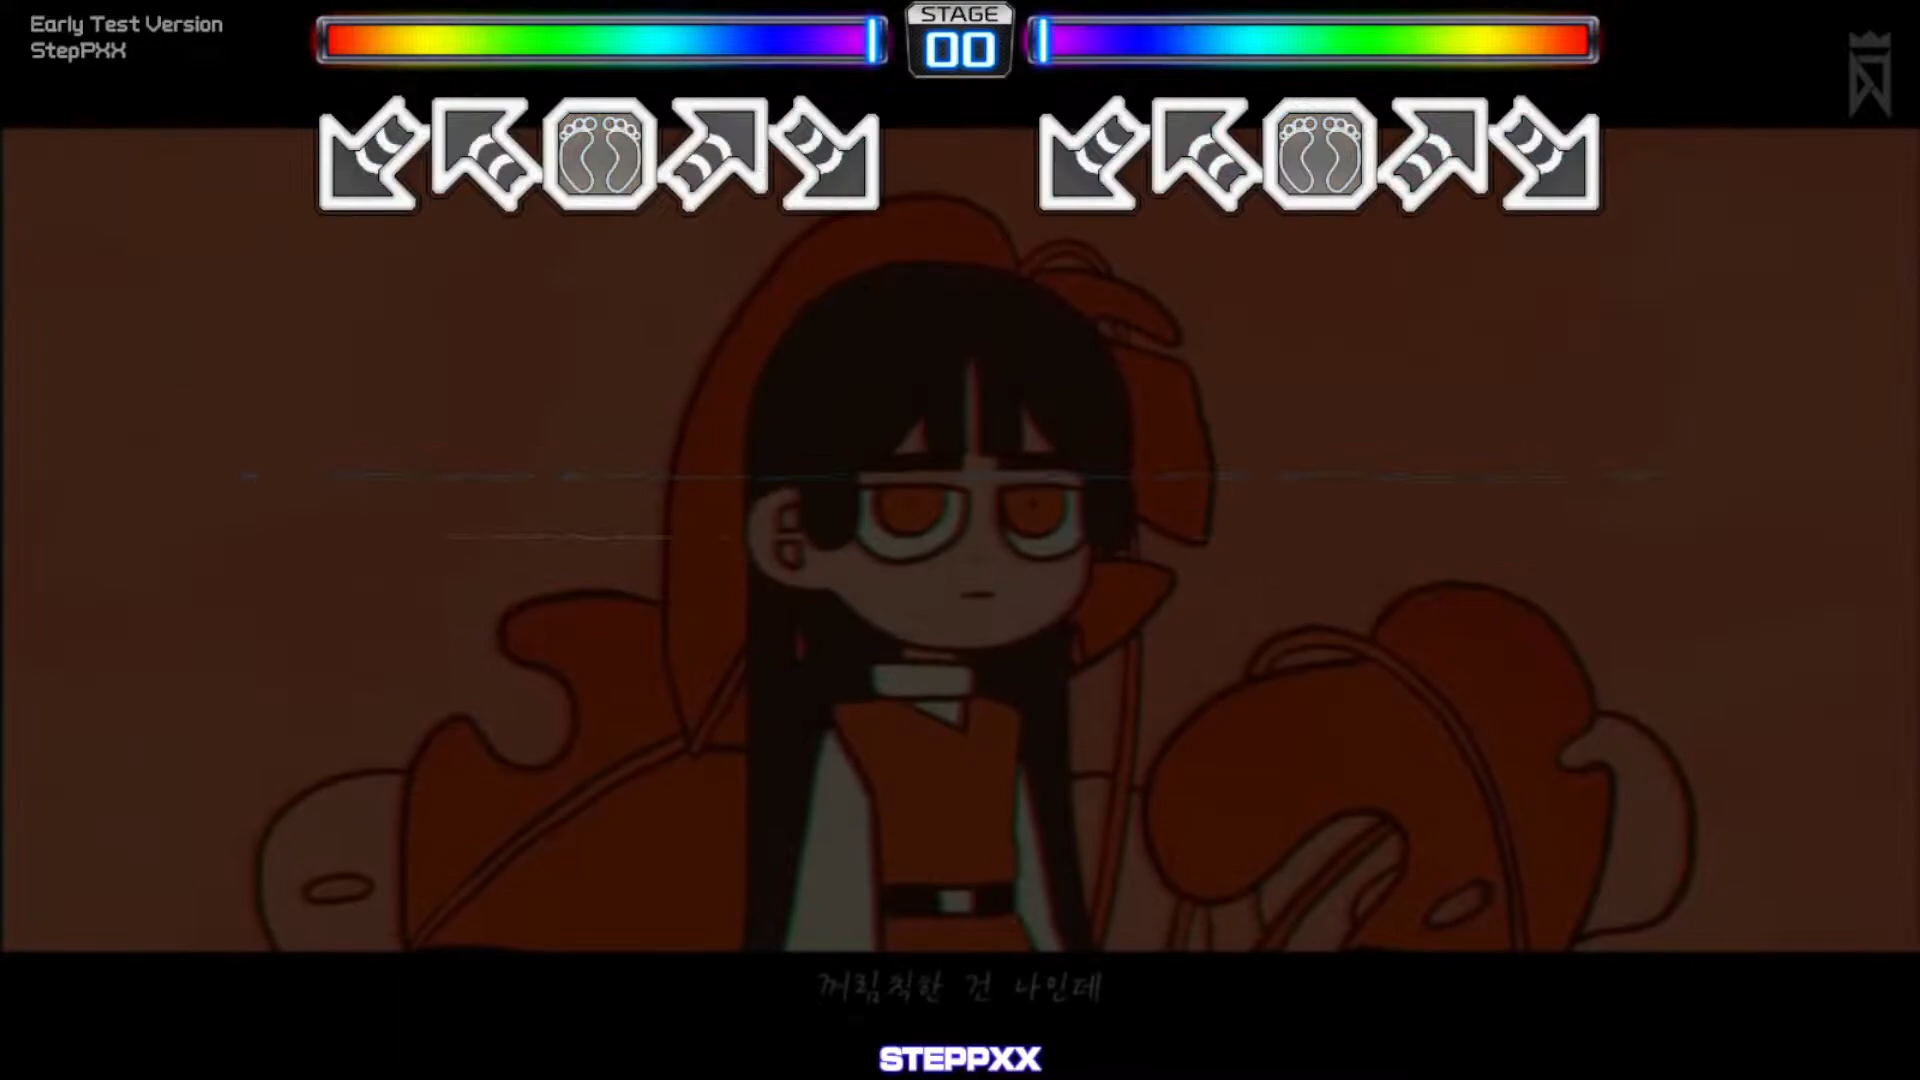 Early Test Version
StepPXX
STAGE
00
꺼림칙한 건 나인데
STEPPXX